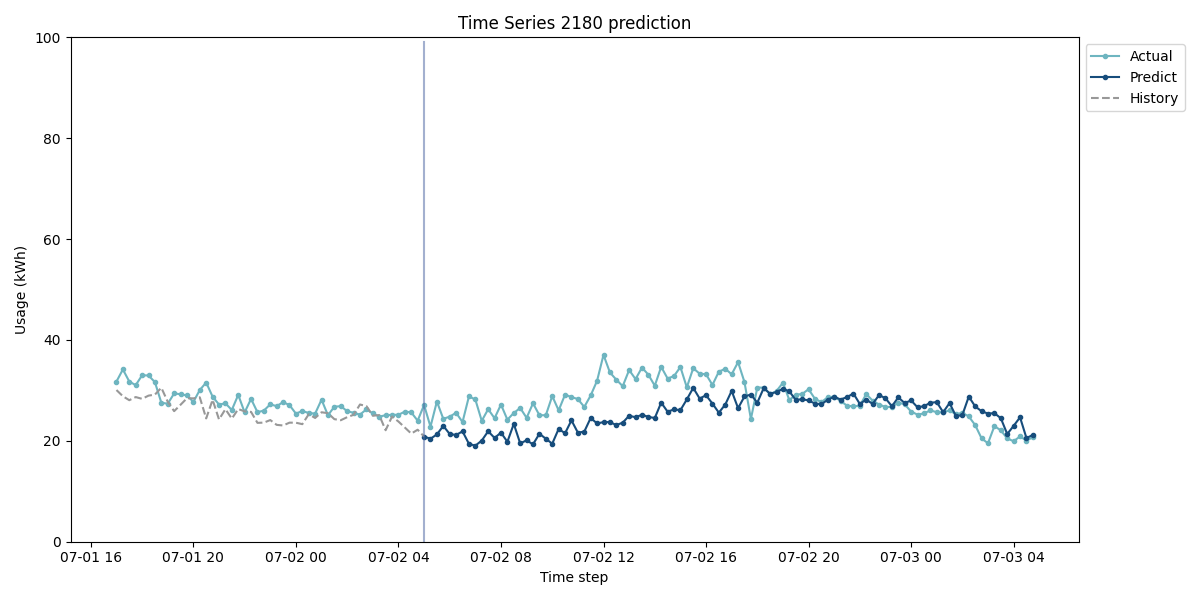 Time Series 2180 prediction
100
80
60
40
20
0
Usage (kWh)
07-01 16
07-01 20
07-02 00
07-02 04
07-02 08
07-02 12
07-02 16
07-02 20
07-03 00
07-03 04
Time step
Actual
Predict
History